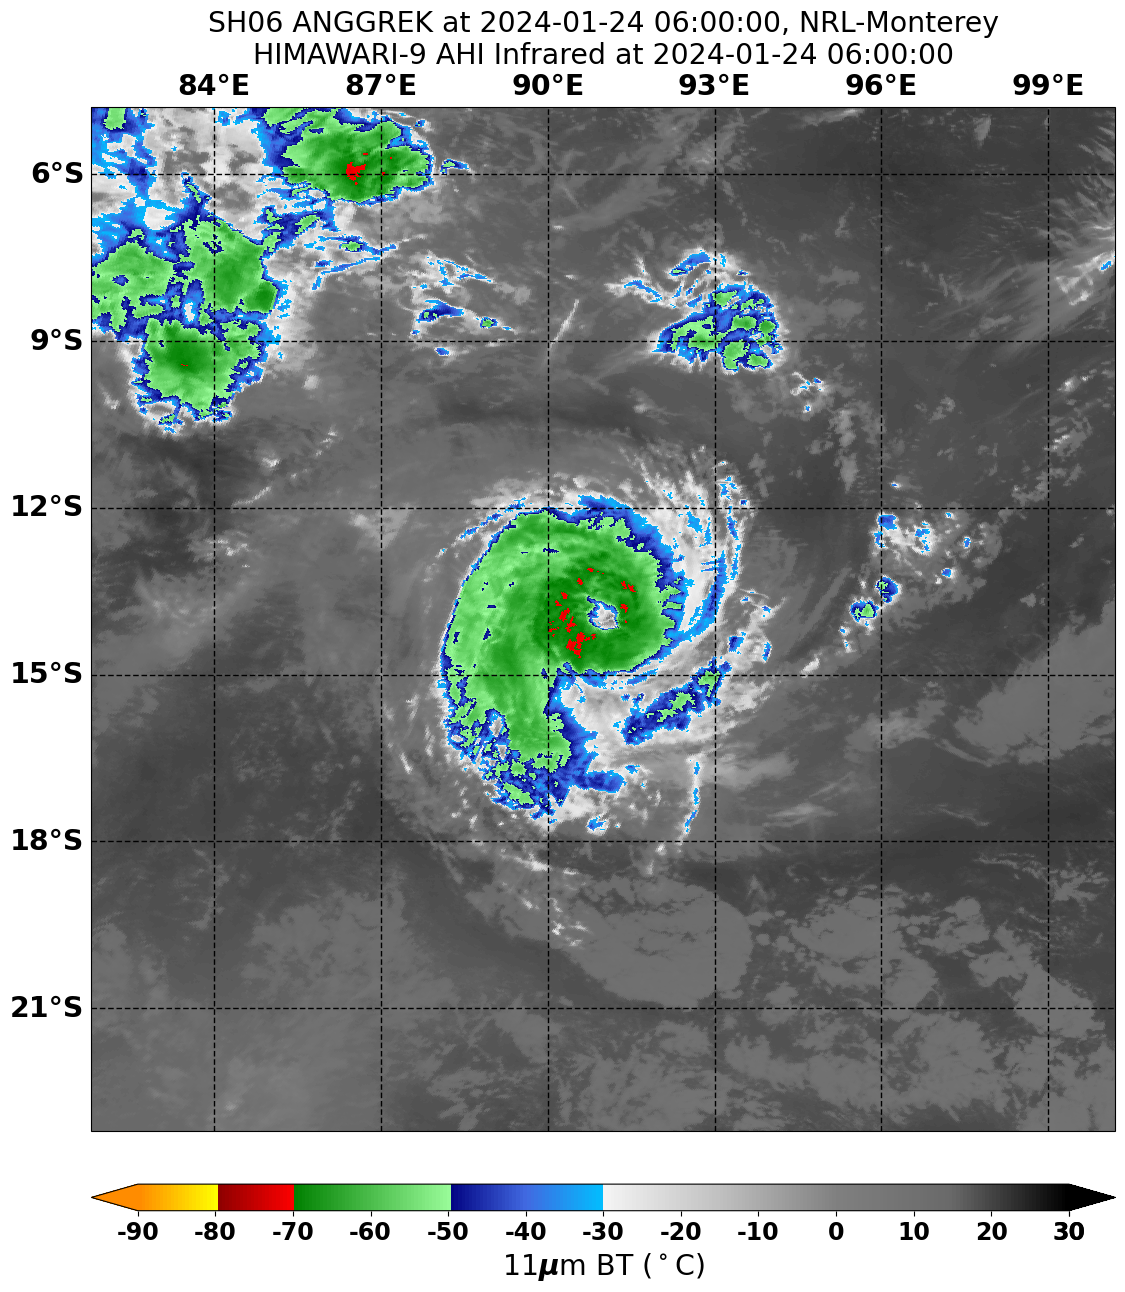 SH06 ANGGREK at 2024-01-24 06:00:00, NRL-Monterey
HIMAWARI-9 AHI Infrared at 2024-01-24 06:00:00
84°E 87°E 90°E 93°E 96°E 99°E
6°S
9°S
12°S
15°S
18°S
21°S
-90 -80 -70 -60 -50 -40 -30 -20 -10 0 10 20 30
11μm BT (°C)